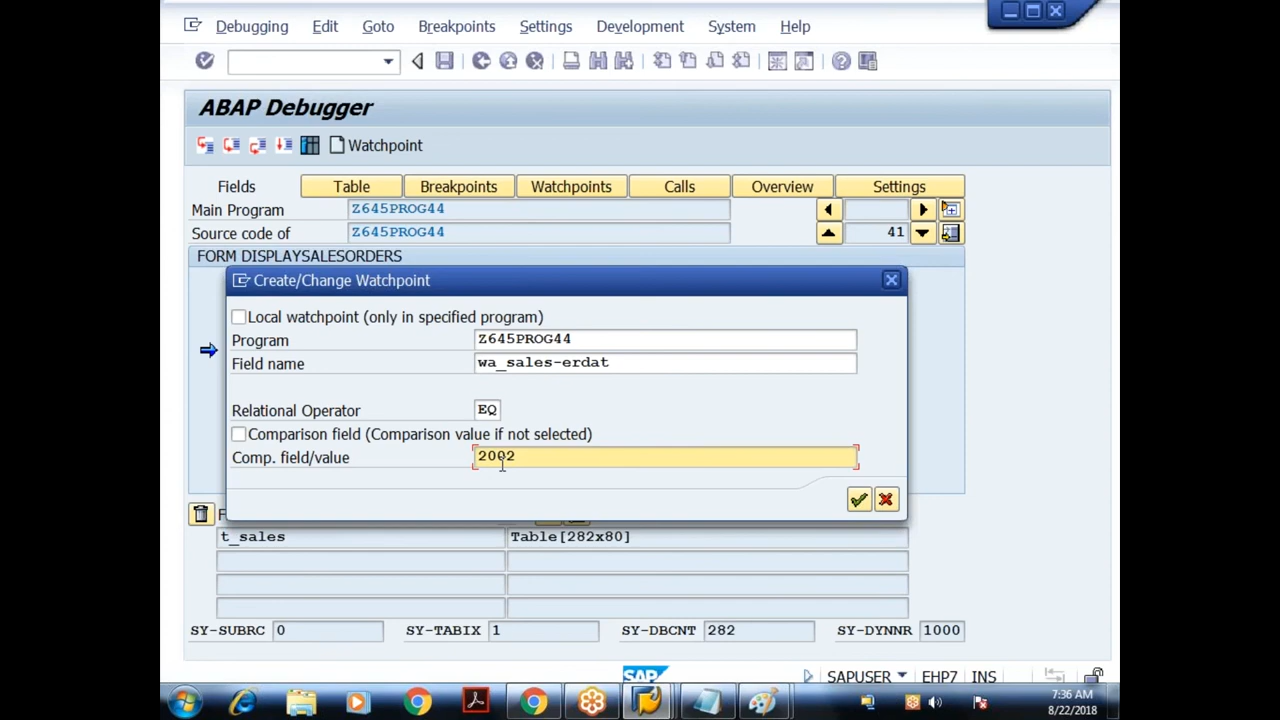 Debugging Edit Goto Breakpoints Settings Development System Help
ABAP Debugger
Watchpoint
Fields Table Breakpoints Watchpoints Calls Overview Settings
Main Program Z645PROG44
Source code of Z645PROG44 41
FORM DISPLAYSALESORDERS
Create/Change Watchpoint
Local watchpoint (only in specified program)
Program Z645PROG44
Field name wa_sales-erdat
Relational Operator EQ
Comparison field (Comparison value if not selected)
Comp. field/value 2002
F
t_sales Table[282x80]
SY-SUBRC 0 SY-TABIX 1 SY-DBCNT 282 SY-DYNNR 1000
SAP SAPUSER EHP7 INS
7:36 AM
8/22/2018